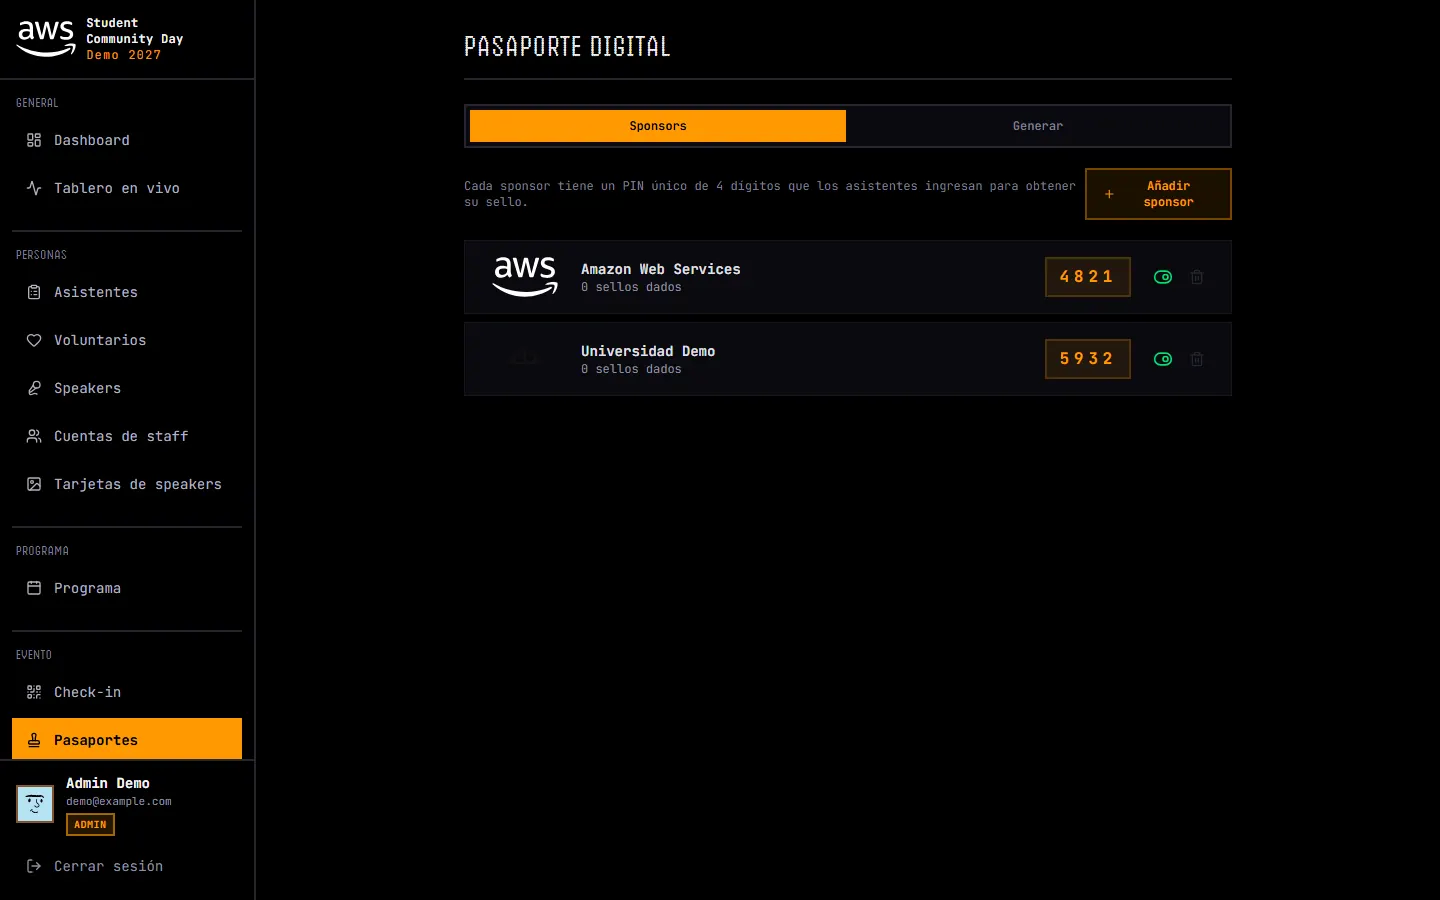 aws
Student
Community Day
Demo 2027
GENERAL
Dashboard
Tablero en vivo
PERSONAS
Asistentes
Voluntarios
Speakers
Cuentas de staff
Tarjetas de speakers
PROGRAMA
Programa
EVENTO
Check-in
Pasaportes
Admin Demo
demo@example.com
ADMIN
Cerrar sesión
PASAPORTE DIGITAL
Sponsors
Generar
Cada sponsor tiene un PIN único de 4 dígitos que los asistentes ingresan para obtener
su sello.
+ Añadir
sponsor
aws
Amazon Web Services
0 sellos dados
4821
Universidad Demo
0 sellos dados
5932